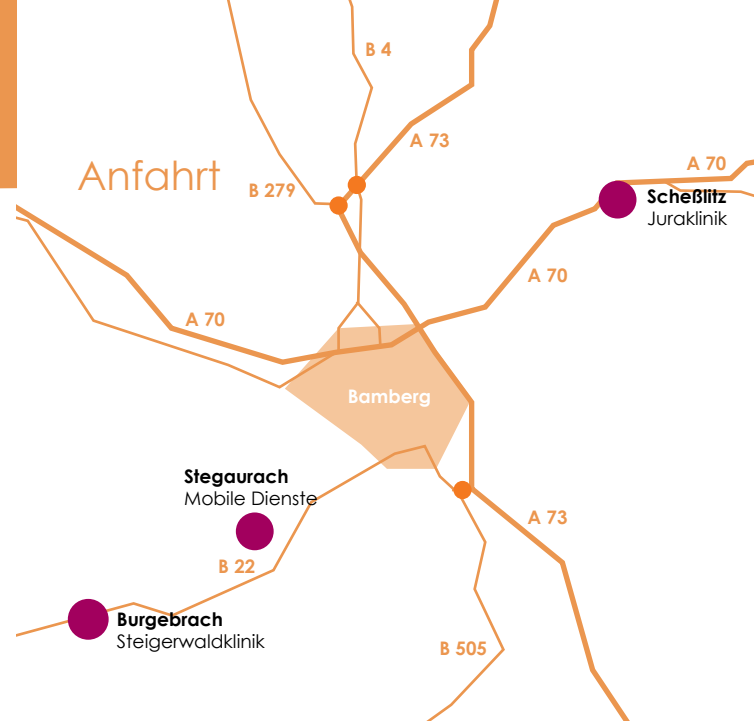 B 4
A 73
Anfahrt
B 279
A 70
Scheßlitz
Juraklinik
A 70
A 70
Bamberg
Stegaurach
Mobile Dienste
A 73
B 22
Burgebrach
Steigerwaldklinik
B 505